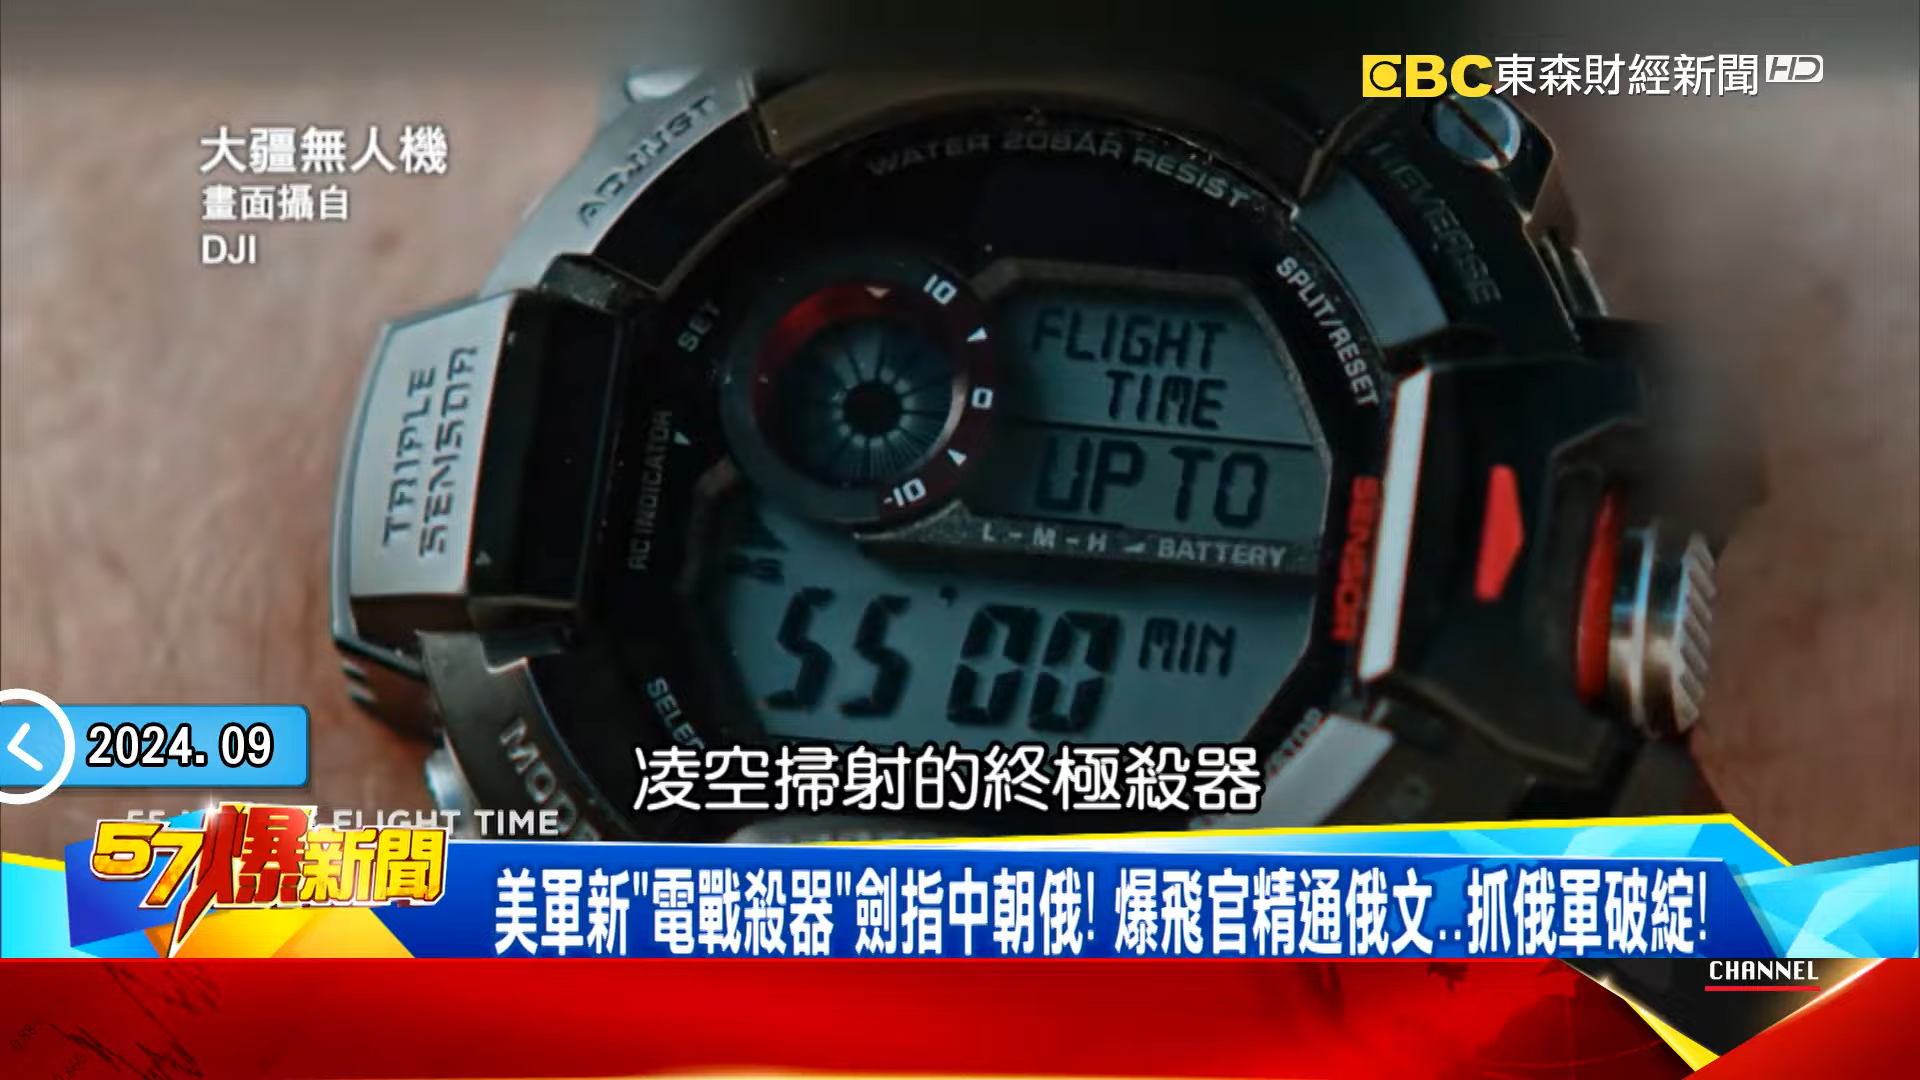 EBC東森財經新聞HD
大疆無人機
畫面攝自
DJI
ADJUST
WATER 20BAR RESIST
REVERSE
SET
SPLIT/RESET
10
0
-10
FLIGHT
TIME
UP TO
TRIPLE
SENSOR
L - M - H BATTERY
SENSOR
55'00 MIN
2024.09
凌空掃射的終極殺器
FLIGHT TIME
57爆新聞
美軍新"電戰殺器"劍指中朝俄! 爆飛官精通俄文..抓俄軍破綻!
CHANNEL